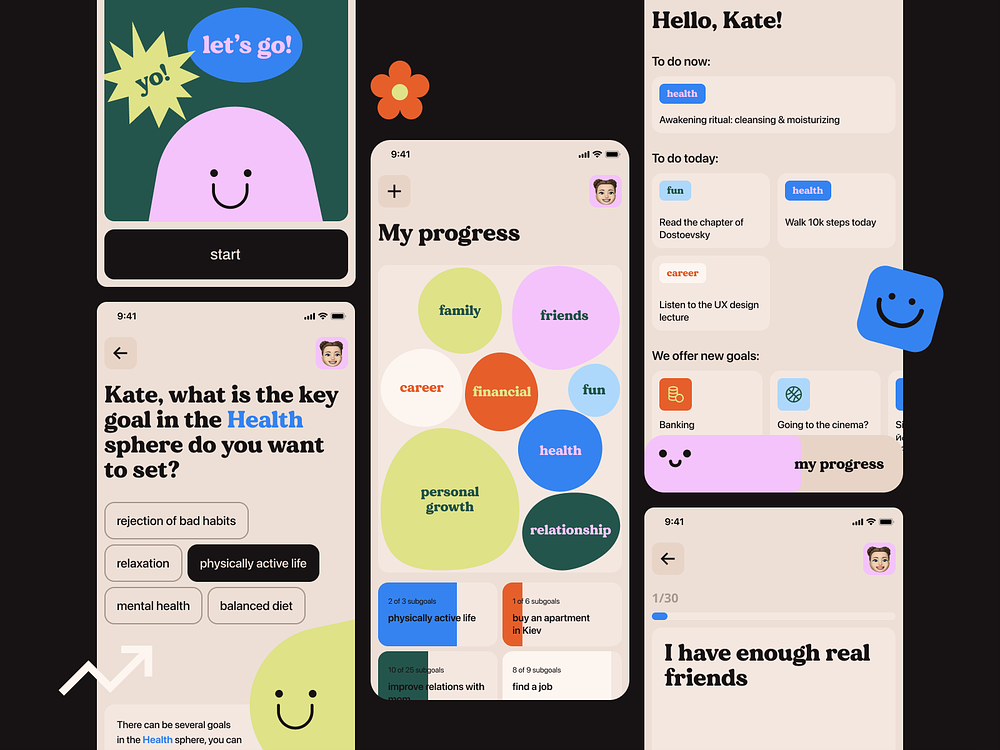 yo!
let's go!
start
9:41
Kate, what is the key
goal in the Health
sphere do you want
to set?
rejection of bad habits
relaxation
physically active life
mental health
balanced diet
There can be several goals
in the Health sphere, you can
9:41
My progress
family
friends
career
financial
fun
health
personal
growth
relationship
2 of 3 subgoals
physically active life
1 of 6 subgoals
buy an apartment
in Kiev
10 of 25 subgoals
improve relations with
mom
8 of 9 subgoals
find a job
Hello, Kate!
To do now:
health
Awakening ritual: cleansing & moisturizing
To do today:
fun
Read the chapter of
Dostoevsky
health
Walk 10k steps today
career
Listen to the UX design
lecture
We offer new goals:
Banking
Going to the cinema?
my progress
9:41
1/30
I have enough real
friends